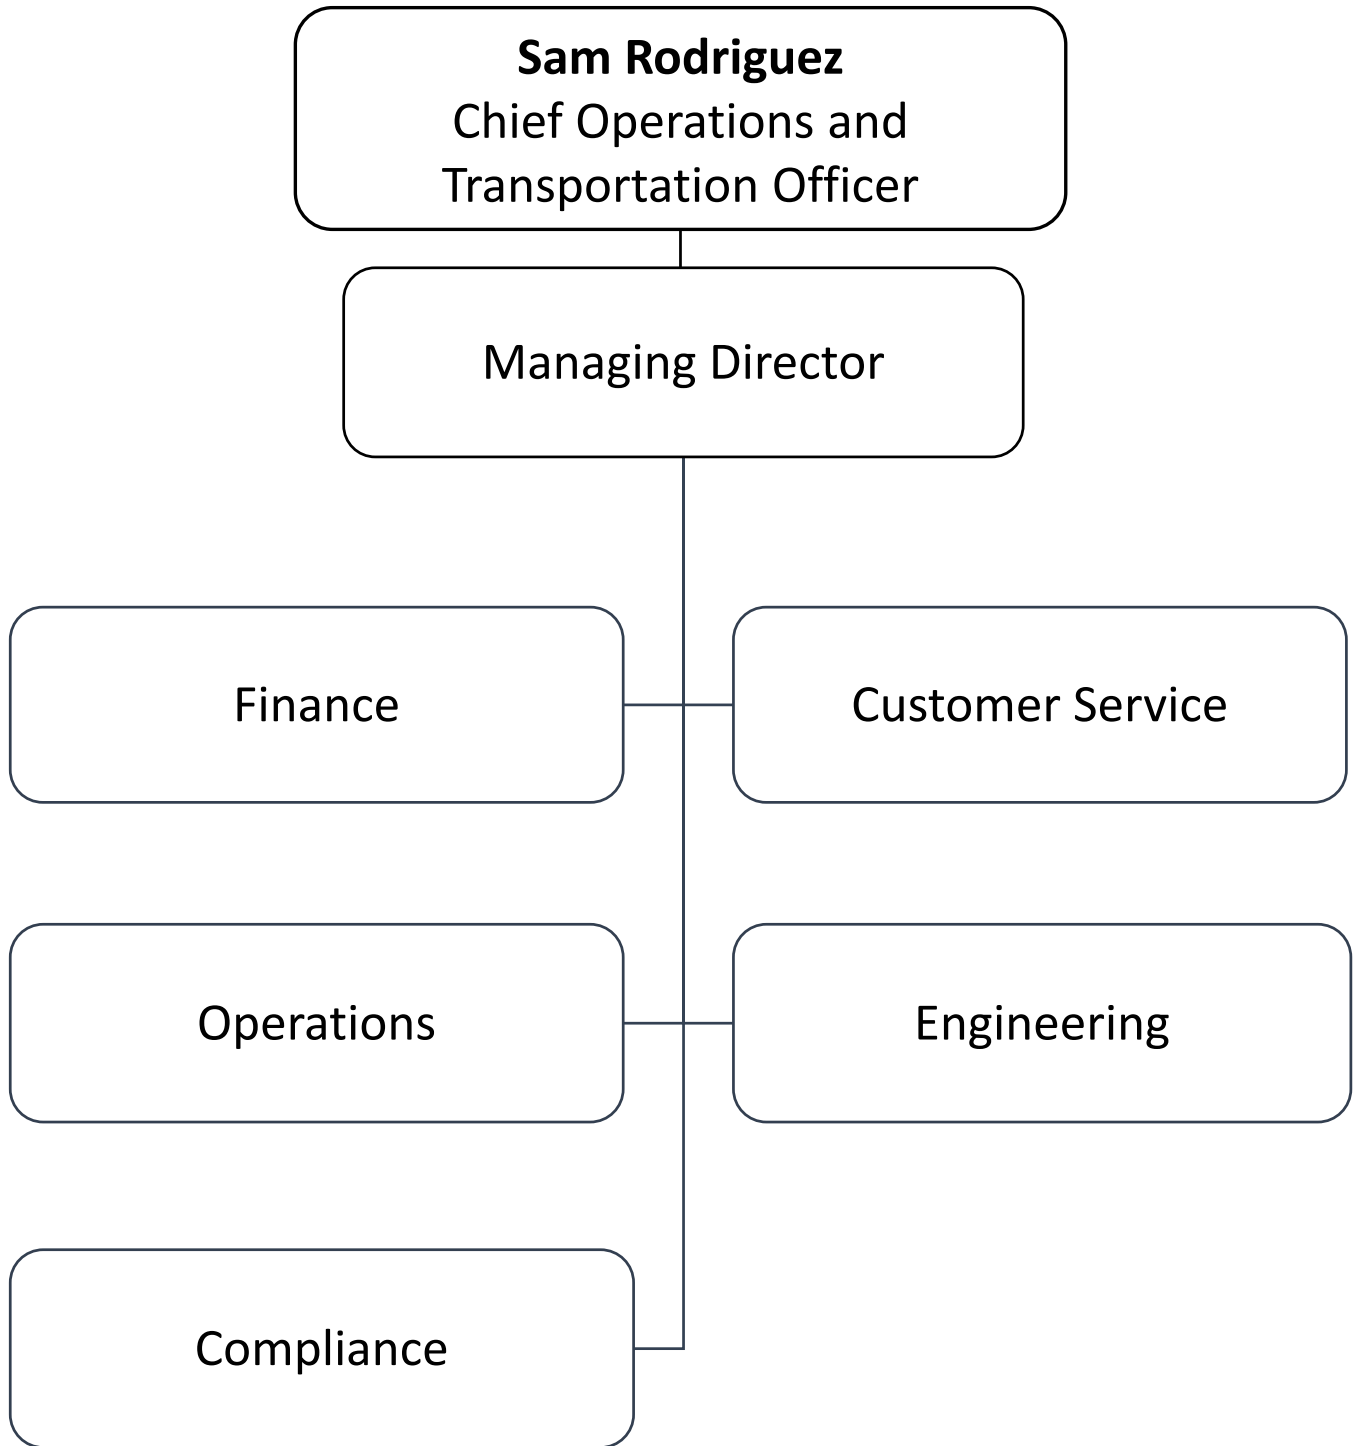 Sam Rodriguez
Chief Operations and
Transportation Officer
Managing Director
Finance
Customer Service
Operations
Engineering
Compliance